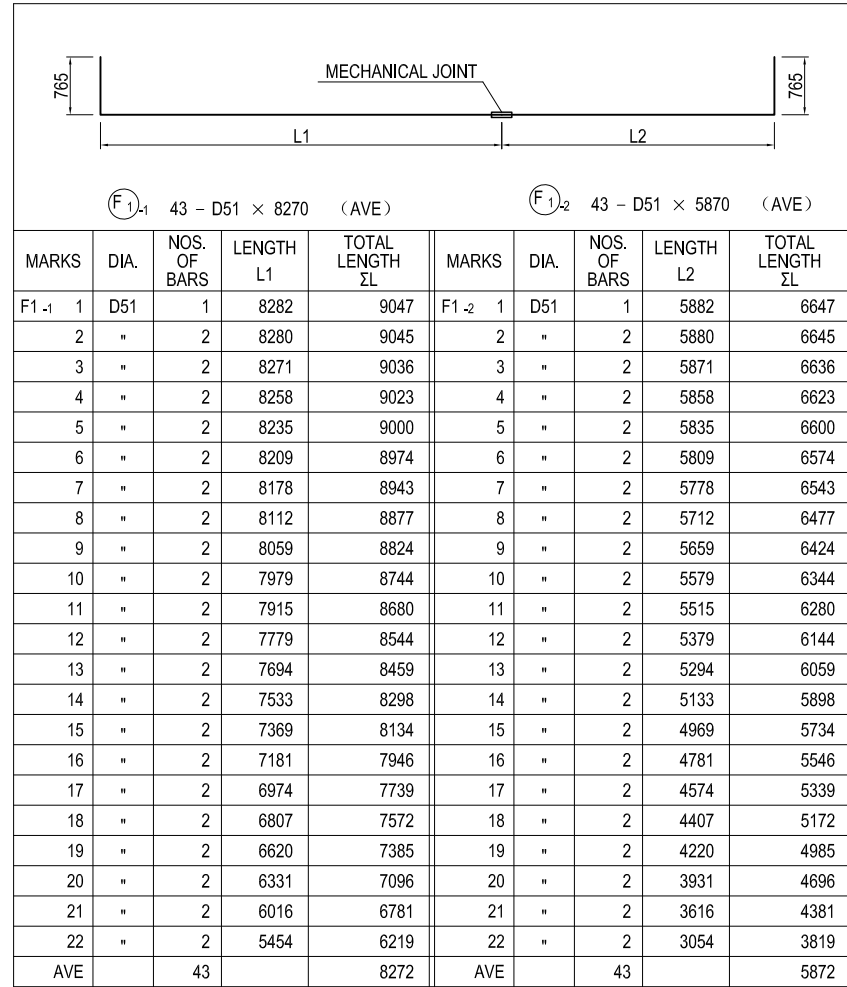 765
MECHANICAL JOINT
765
L1
L2
F 1 -1 43 – D51 × 8270 （AVE）
F 1 -2 43 – D51 × 5870 （AVE）
MARKS DIA. NOS. OF BARS LENGTH L1 TOTAL LENGTH ΣL MARKS DIA. NOS. OF BARS LENGTH L2 TOTAL LENGTH ΣL
F1 -1 1 D51 1 8282 9047 F1 -2 1 D51 1 5882 6647
2 " 2 8280 9045 2 " 2 5880 6645
3 " 2 8271 9036 3 " 2 5871 6636
4 " 2 8258 9023 4 " 2 5858 6623
5 " 2 8235 9000 5 " 2 5835 6600
6 " 2 8209 8974 6 " 2 5809 6574
7 " 2 8178 8943 7 " 2 5778 6543
8 " 2 8112 8877 8 " 2 5712 6477
9 " 2 8059 8824 9 " 2 5659 6424
10 " 2 7979 8744 10 " 2 5579 6344
11 " 2 7915 8680 11 " 2 5515 6280
12 " 2 7779 8544 12 " 2 5379 6144
13 " 2 7694 8459 13 " 2 5294 6059
14 " 2 7533 8298 14 " 2 5133 5898
15 " 2 7369 8134 15 " 2 4969 5734
16 " 2 7181 7946 16 " 2 4781 5546
17 " 2 6974 7739 17 " 2 4574 5339
18 " 2 6807 7572 18 " 2 4407 5172
19 " 2 6620 7385 19 " 2 4220 4985
20 " 2 6331 7096 20 " 2 3931 4696
21 " 2 6016 6781 21 " 2 3616 4381
22 " 2 5454 6219 22 " 2 3054 3819
AVE 43 8272 AVE 43 5872